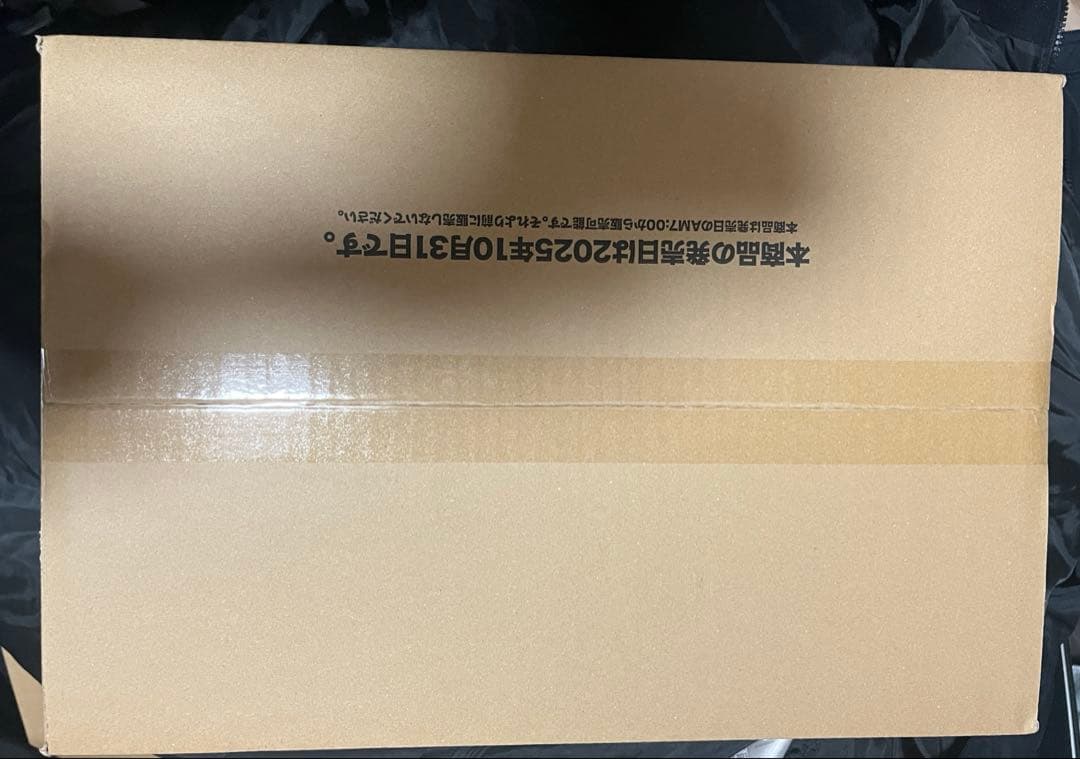 本商品の発売日は2025年10月31日です。
本商品は発売日のAM7:00から販売可能です。それより前に販売しないでください。